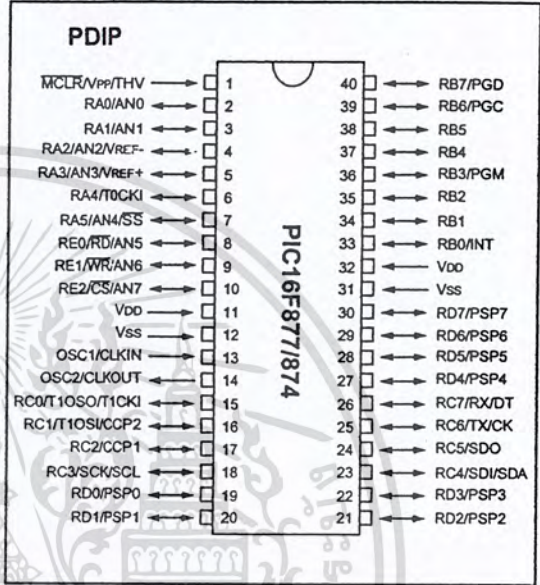 PDIP
MCLR/VPP/THV 1 40 RB7/PGD
RA0/AN0 2 39 RB6/PGC
RA1/AN1 3 38 RB5
RA2/AN2/VREF- 4 37 RB4
RA3/AN3/VREF+ 5 36 RB3/PGM
RA4/T0CKI 6 35 RB2
RA5/AN4/SS 7 34 RB1
RE0/RD/AN5 8 33 RB0/INT
RE1/WR/AN6 9 32 VDD
RE2/CS/AN7 10 31 VSS
VDD 11 30 RD7/PSP7
VSS 12 29 RD6/PSP6
OSC1/CLKIN 13 28 RD5/PSP5
OSC2/CLKOUT 14 27 RD4/PSP4
RC0/T1OSO/T1CKI 15 26 RC7/RX/DT
RC1/T1OSI/CCP2 16 25 RC6/TX/CK
RC2/CCP1 17 24 RC5/SDO
RC3/SCK/SCL 18 23 RC4/SDI/SDA
RD0/PSP0 19 22 RD3/PSP3
RD1/PSP1 20 21 RD2/PSP2
PIC16F877/874